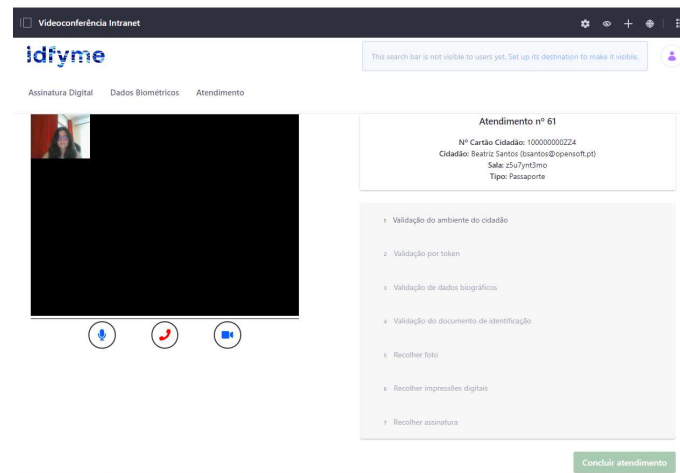 Videoconferência Intranet
idfyme
This search bar is not visible to users yet. Set up its destination to make it visible.
Assinatura Digital Dados Biométricos Atendimento
Atendimento nº 61
Nº Cartão Cidadão: 100000000ZZ4
Cidadão: Beatriz Santos (bsantos@opensoft.pt)
Sala: z5u7ynt3mo
Tipo: Passaporte
1 Validação do ambiente do cidadão
2 Validação por token
3 Validação de dados biográficos
4 Validação do documento de identificação
5 Recolher foto
6 Recolher impressões digitais
7 Recolher assinatura
Concluir atendimento